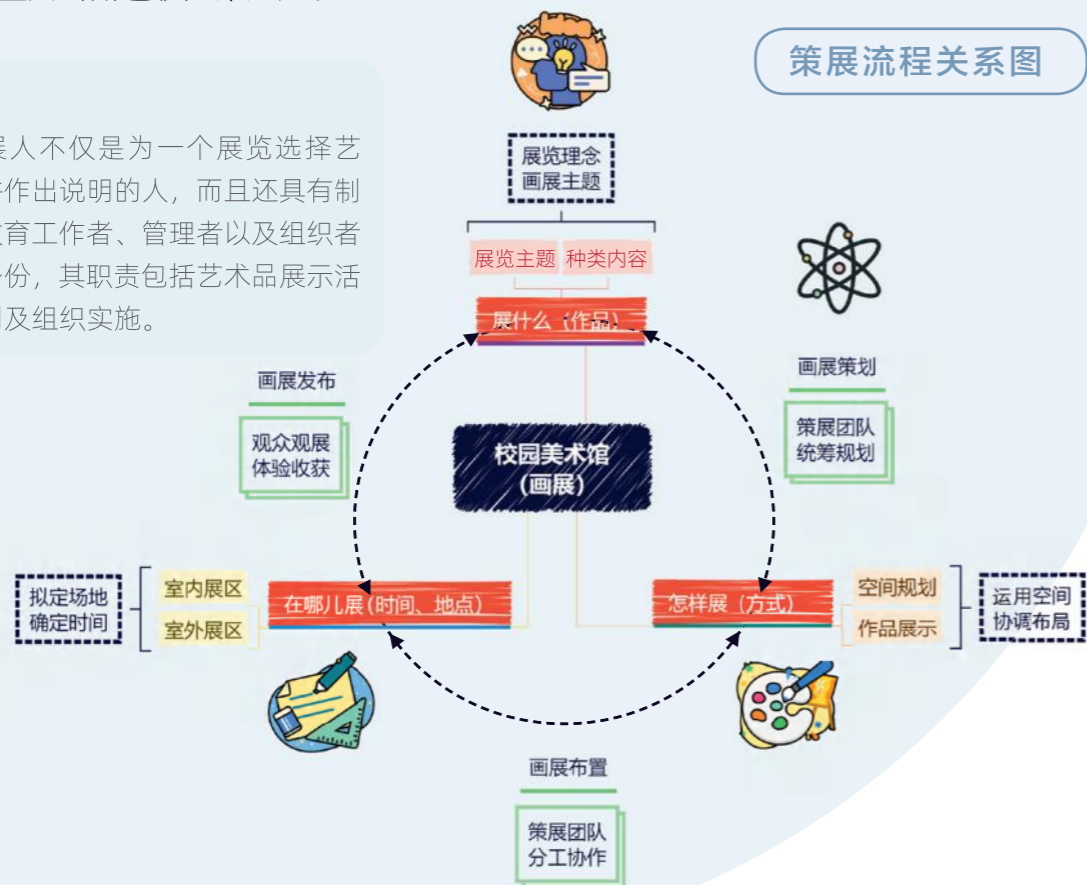 策展流程关系图
展人不仅是为一个展览选择艺
作出说明的人，而且还具有制
育工作者、管理者以及组织者
份，其职责包括艺术品展示活
及组织实施。
展览理念
画展主题
展览主题 种类内容
展什么（作品）
画展发布
观众观展
体验收获
画展策划
策展团队
统筹规划
校园美术馆
（画展）
拟定场地
确定时间
室内展区
室外展区
在哪儿展（时间、地点）
怎样展（方式）
空间规划
作品展示
运用空间
协调布局
画展布置
策展团队
分工协作